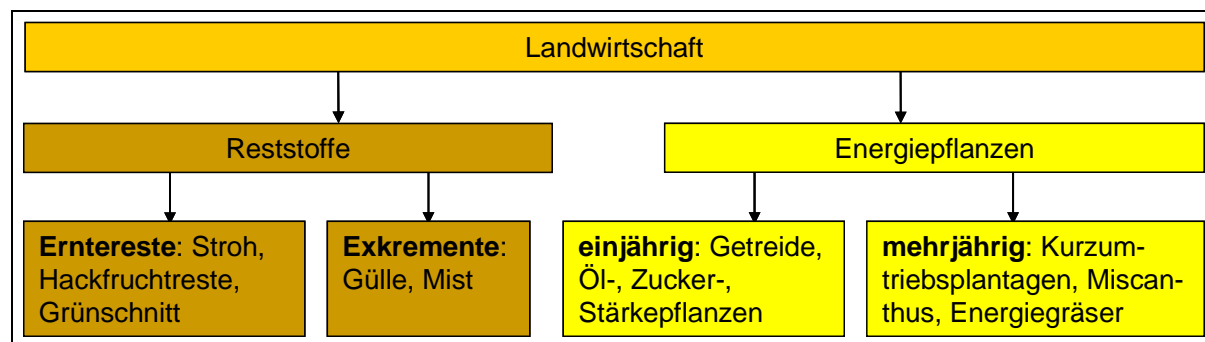 Landwirtschaft
Reststoffe
Energiepflanzen
Erntereste: Stroh,
Hackfruchtreste,
Grünschnitt
Exkremente:
Gülle, Mist
einjährig: Getreide,
Öl-, Zucker-,
Stärkepflanzen
mehrjährig: Kurzum-
triebsplantagen, Miscan-
thus, Energiegräser